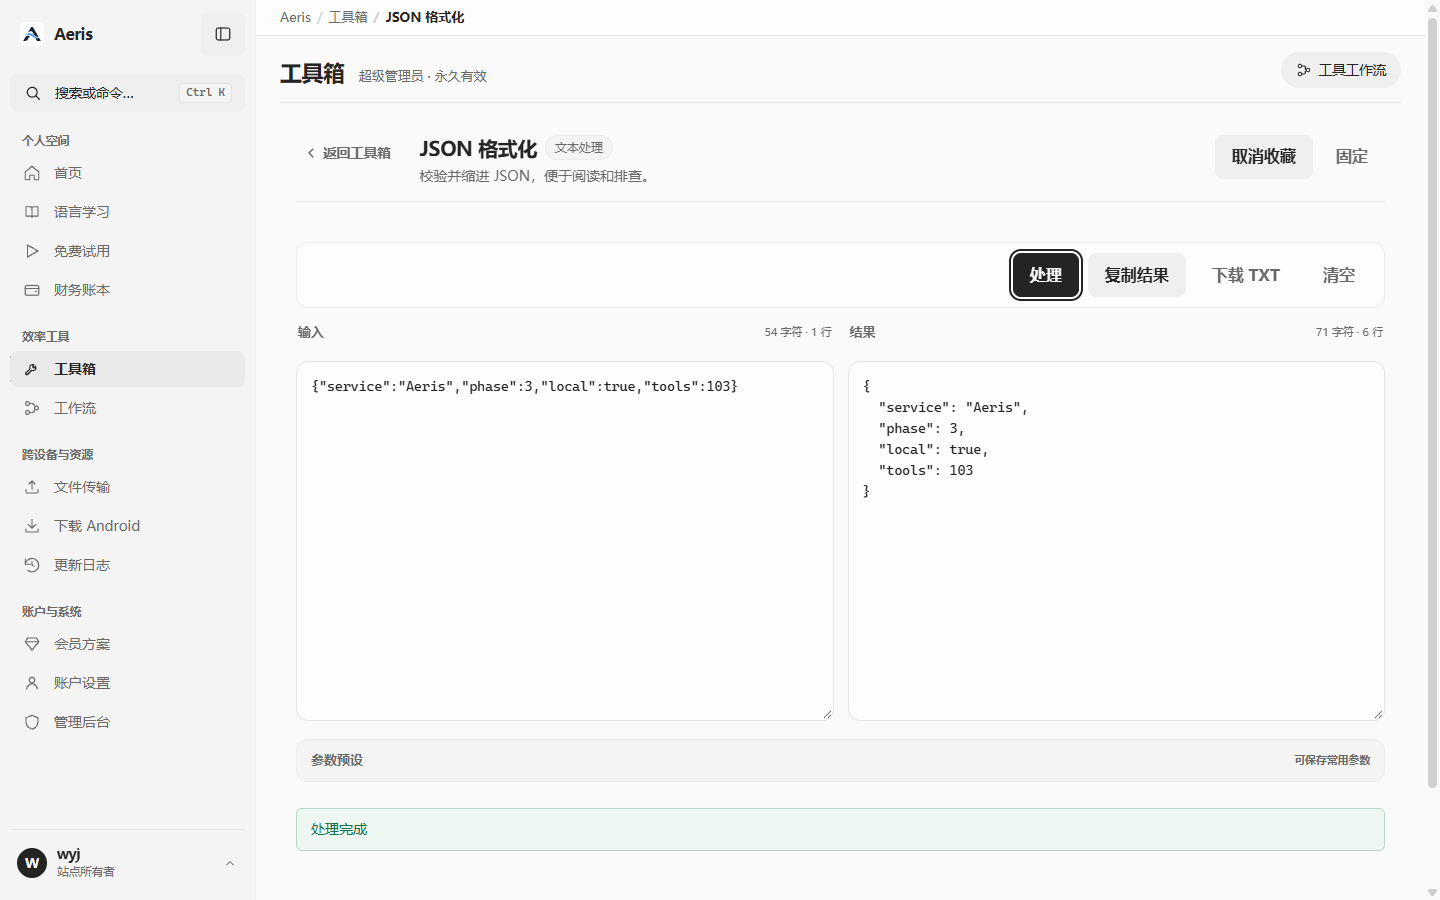 Aeris
搜索或命令... Ctrl K
个人空间
首页
语言学习
免费试用
财务账本
效率工具
工具箱
工作流
跨设备与资源
文件传输
下载 Android
更新日志
账户与系统
会员方案
账户设置
管理后台
W
wyj
站点所有者
Aeris / 工具箱 / JSON 格式化
工具箱 超级管理员 · 永久有效
工具工作流
返回工具箱
JSON 格式化 文本处理
校验并缩进 JSON，便于阅读和排查。
取消收藏 固定
处理 复制结果 下载 TXT 清空
输入 54 字符 · 1 行
{"service":"Aeris","phase":3,"local":true,"tools":103}
结果 71 字符 · 6 行
{
  "service": "Aeris",
  "phase": 3,
  "local": true,
  "tools": 103
}
参数预设 可保存常用参数
处理完成